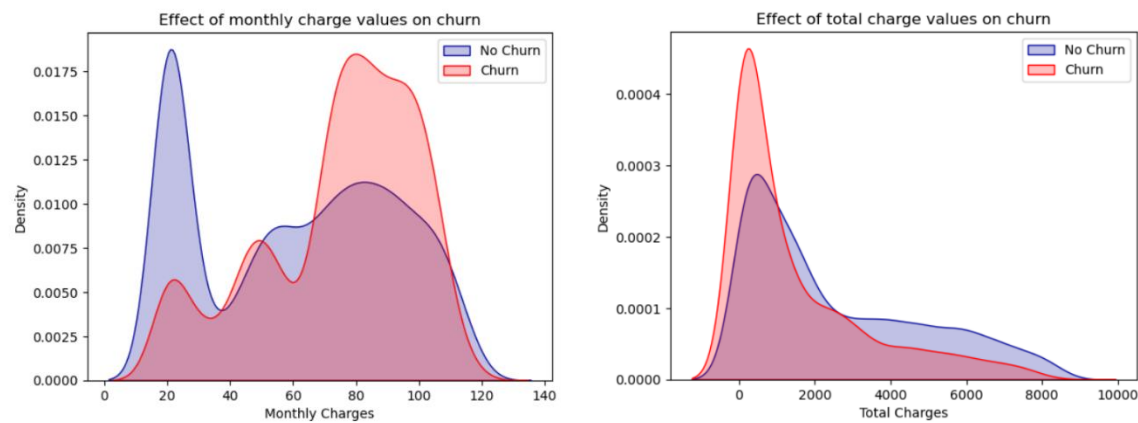 Effect of monthly charge values on churn
No Churn
Churn
0.0175
0.0150
0.0125
0.0100
0.0075
0.0050
0.0025
0.0000
Density
0 20 40 60 80 100 120 140
Monthly Charges
Effect of total charge values on churn
No Churn
Churn
0.0004
0.0003
0.0002
0.0001
0.0000
Density
0 2000 4000 6000 8000 10000
Total Charges